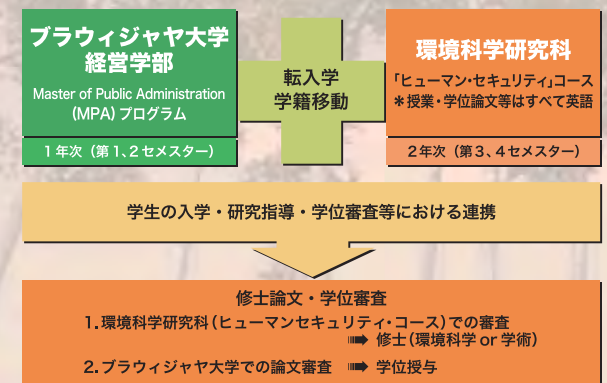 ブラウィジャヤ大学
経営学部
Master of Public Administration
(MPA) プログラム
1年次（第1、2セメスター）
転入学
学籍移動
環境科学研究科
「ヒューマン・セキュリティ」コース
＊授業・学位論文等はすべて英語
2年次（第3、4セメスター）
学生の入学・研究指導・学位審査等における連携
修士論文・学位審査
1.環境科学研究科（ヒューマンセキュリティ・コース）での審査
➡ 修士（環境科学 or 学術）
2.ブラウィジャヤ大学での論文審査 ➡ 学位授与